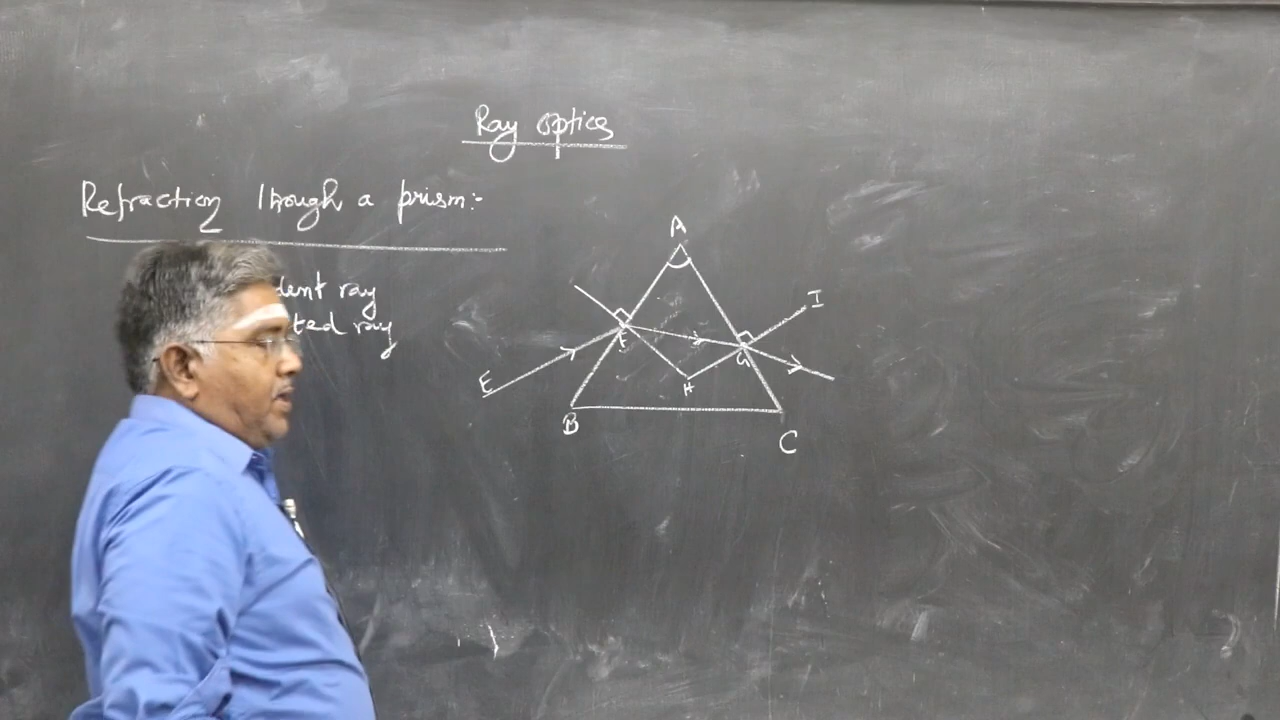 Ray optics
Refraction through a prism:-
dent ray
ted ray
A
I
F
G
E
H
B
C